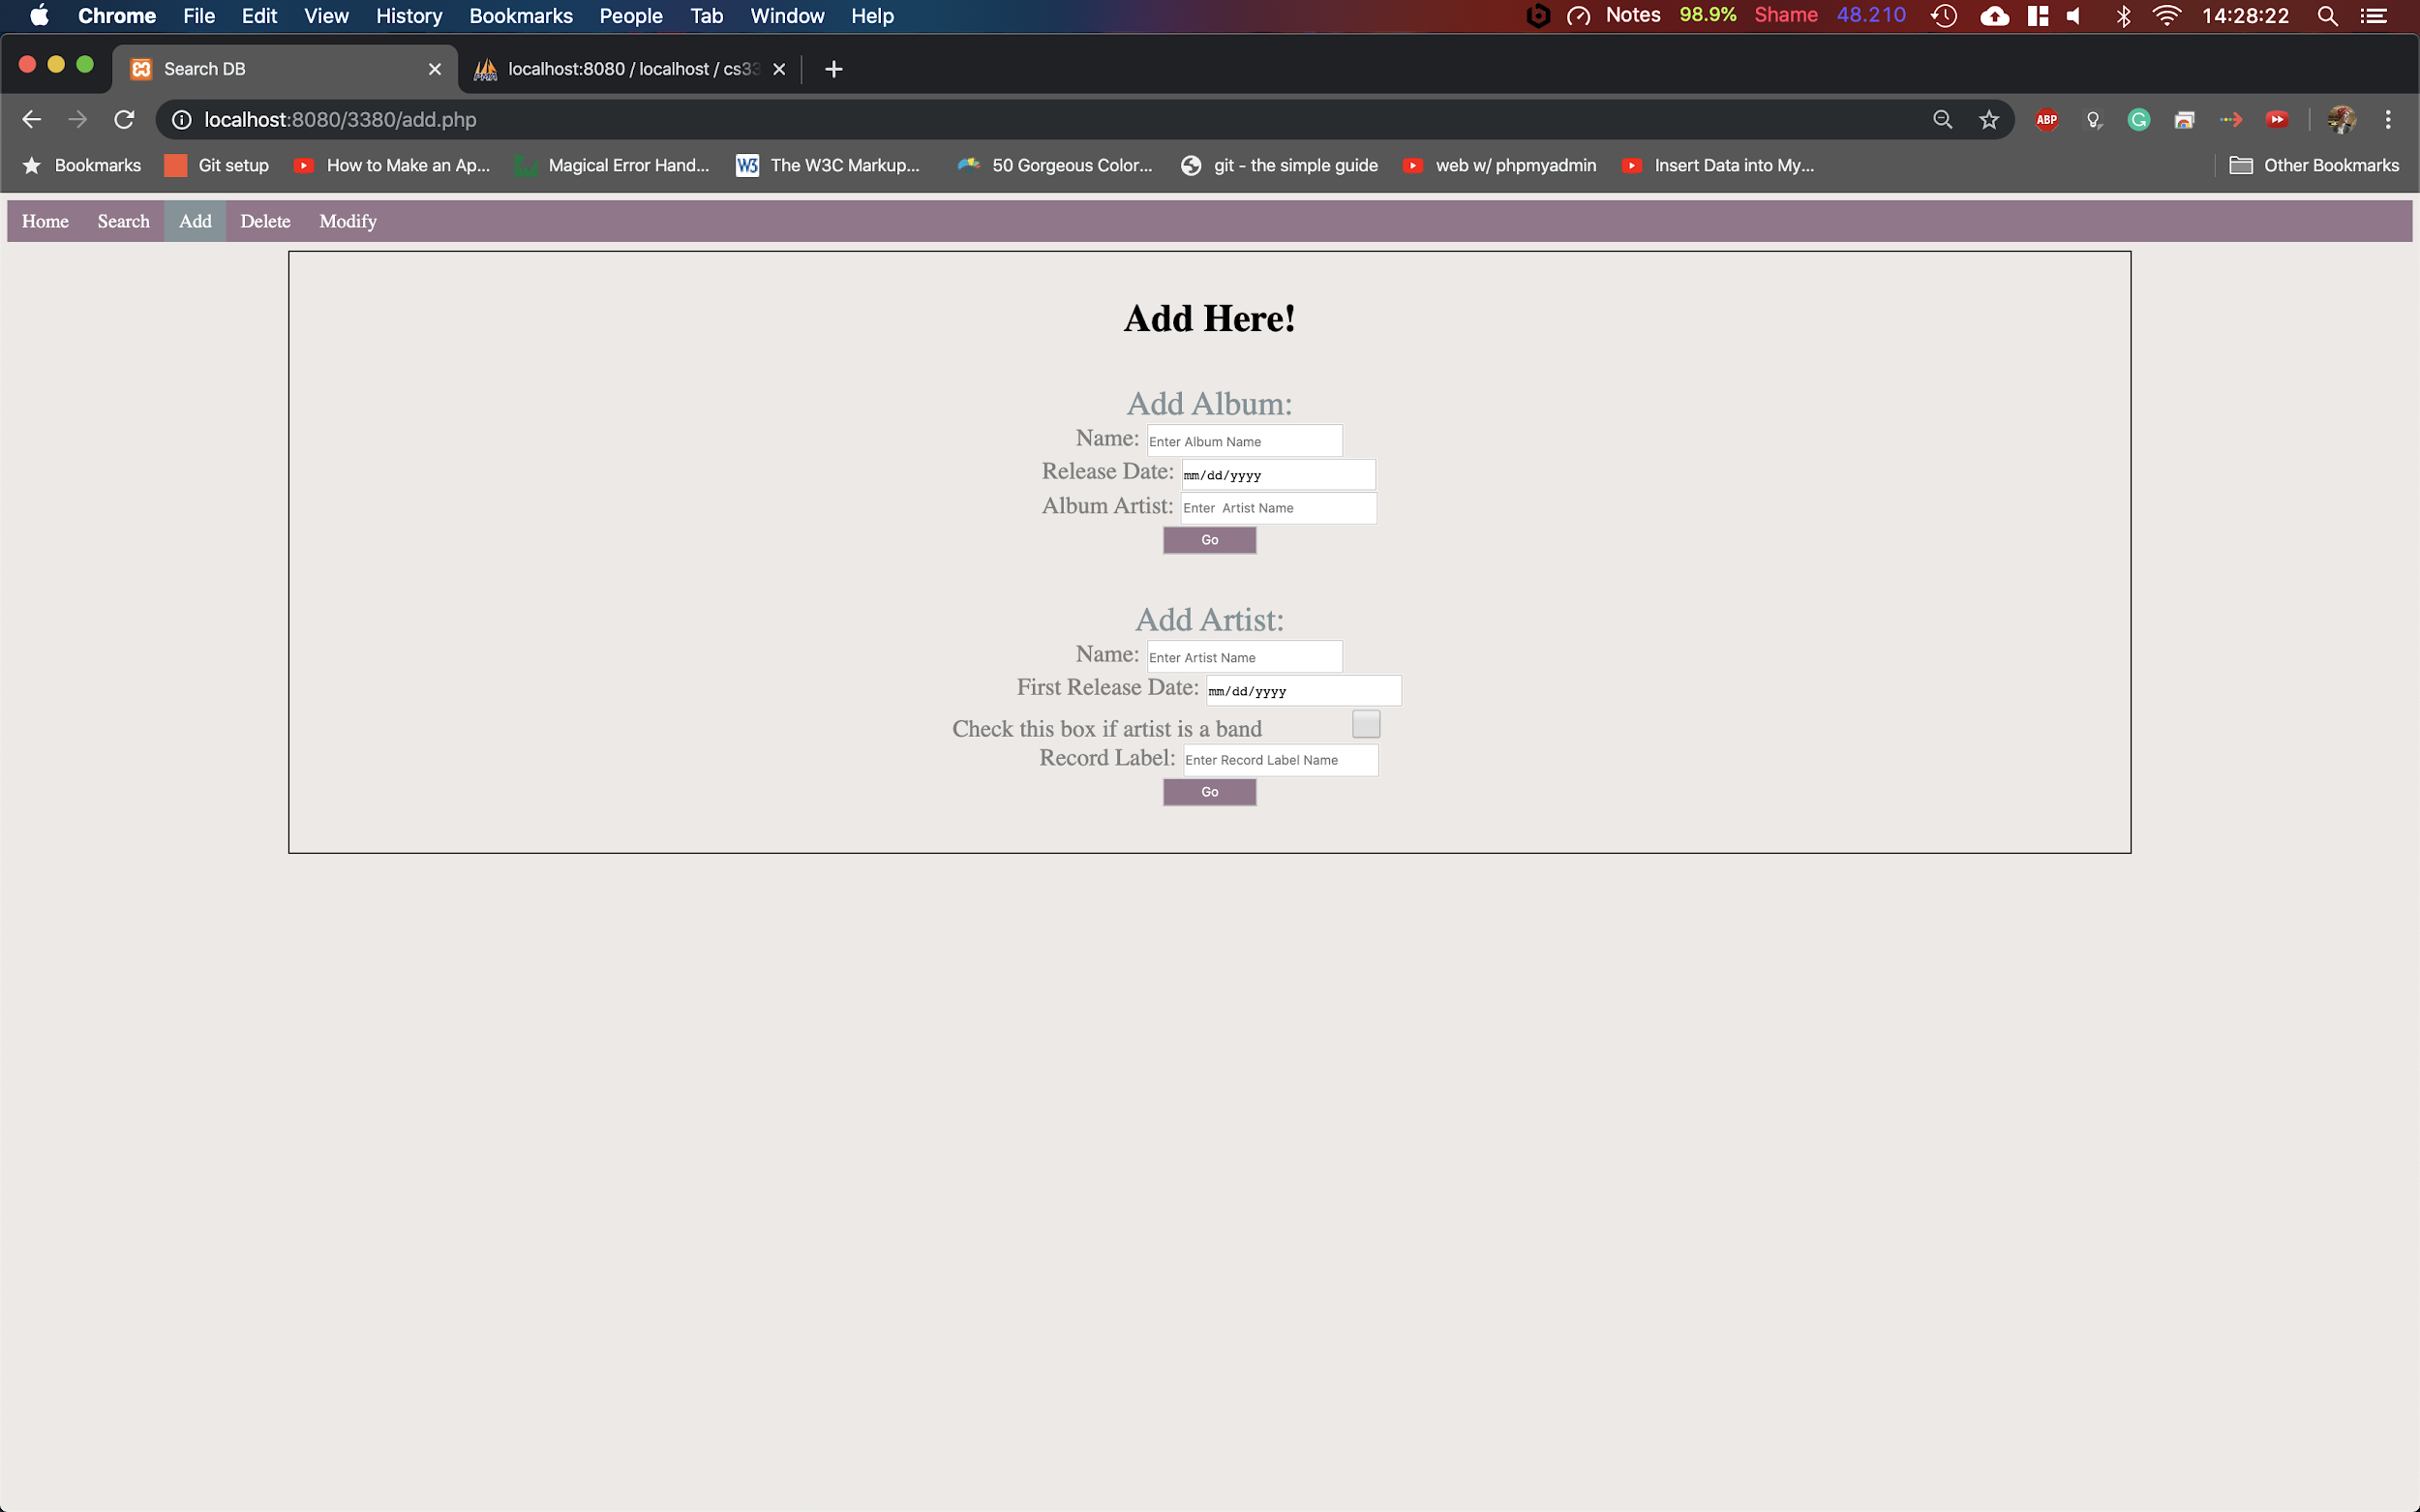 Chrome File Edit View History Bookmarks People Tab Window Help Notes 98.9% Shame 48.210 14:28:22
Search DB localhost:8080 / localhost / cs33
localhost:8080/3380/add.php ABP
Bookmarks Git setup How to Make an Ap... Magical Error Hand... W3 The W3C Markup... 50 Gorgeous Color... git - the simple guide web w/ phpmyadmin Insert Data into My... Other Bookmarks
Home Search Add Delete Modify
Add Here!
Add Album:
Name: Enter Album Name
Release Date: mm/dd/yyyy
Album Artist: Enter  Artist Name
Go
Add Artist:
Name: Enter Artist Name
First Release Date: mm/dd/yyyy
Check this box if artist is a band
Record Label: Enter Record Label Name
Go